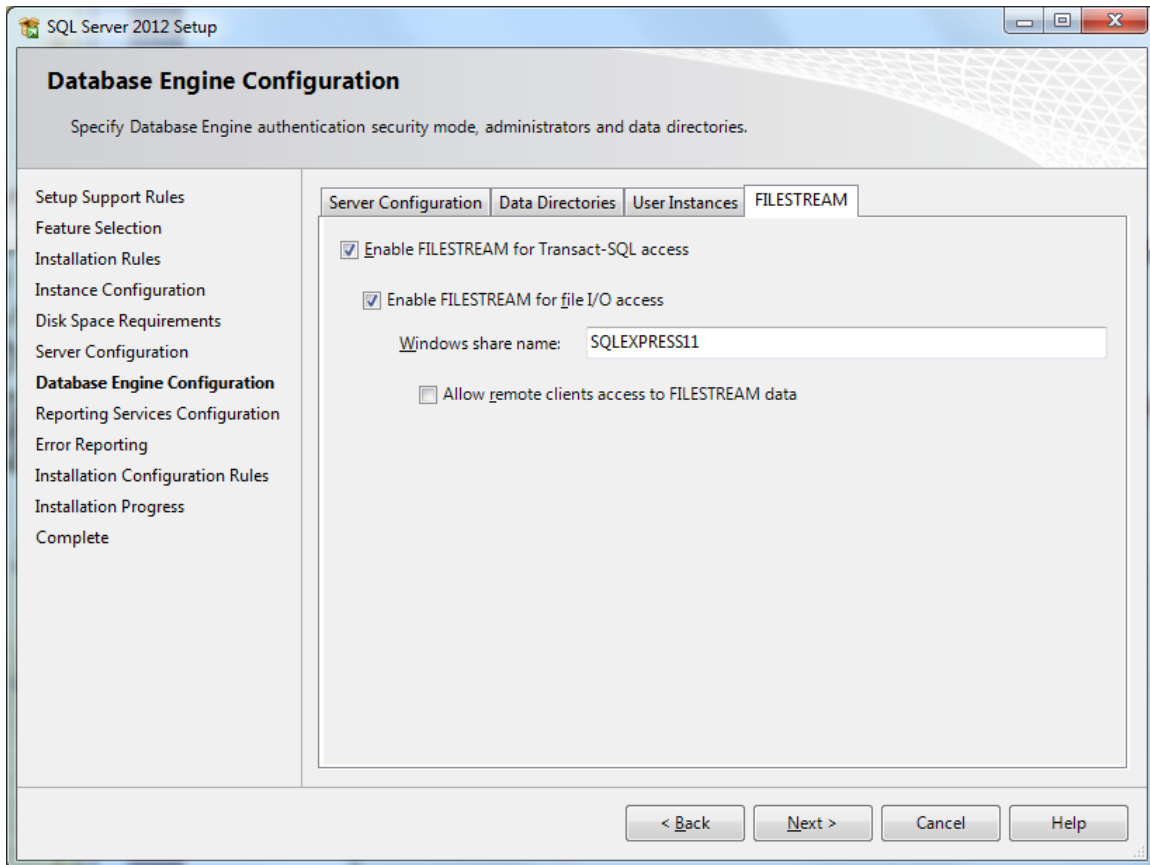 SQL Server 2012 Setup
Database Engine Configuration
Specify Database Engine authentication security mode, administrators and data directories.
Setup Support Rules
Feature Selection
Installation Rules
Instance Configuration
Disk Space Requirements
Server Configuration
Database Engine Configuration
Reporting Services Configuration
Error Reporting
Installation Configuration Rules
Installation Progress
Complete
Server Configuration Data Directories User Instances FILESTREAM
Enable FILESTREAM for Transact-SQL access
Enable FILESTREAM for file I/O access
Windows share name: SQLEXPRESS11
Allow remote clients access to FILESTREAM data
< Back Next > Cancel Help